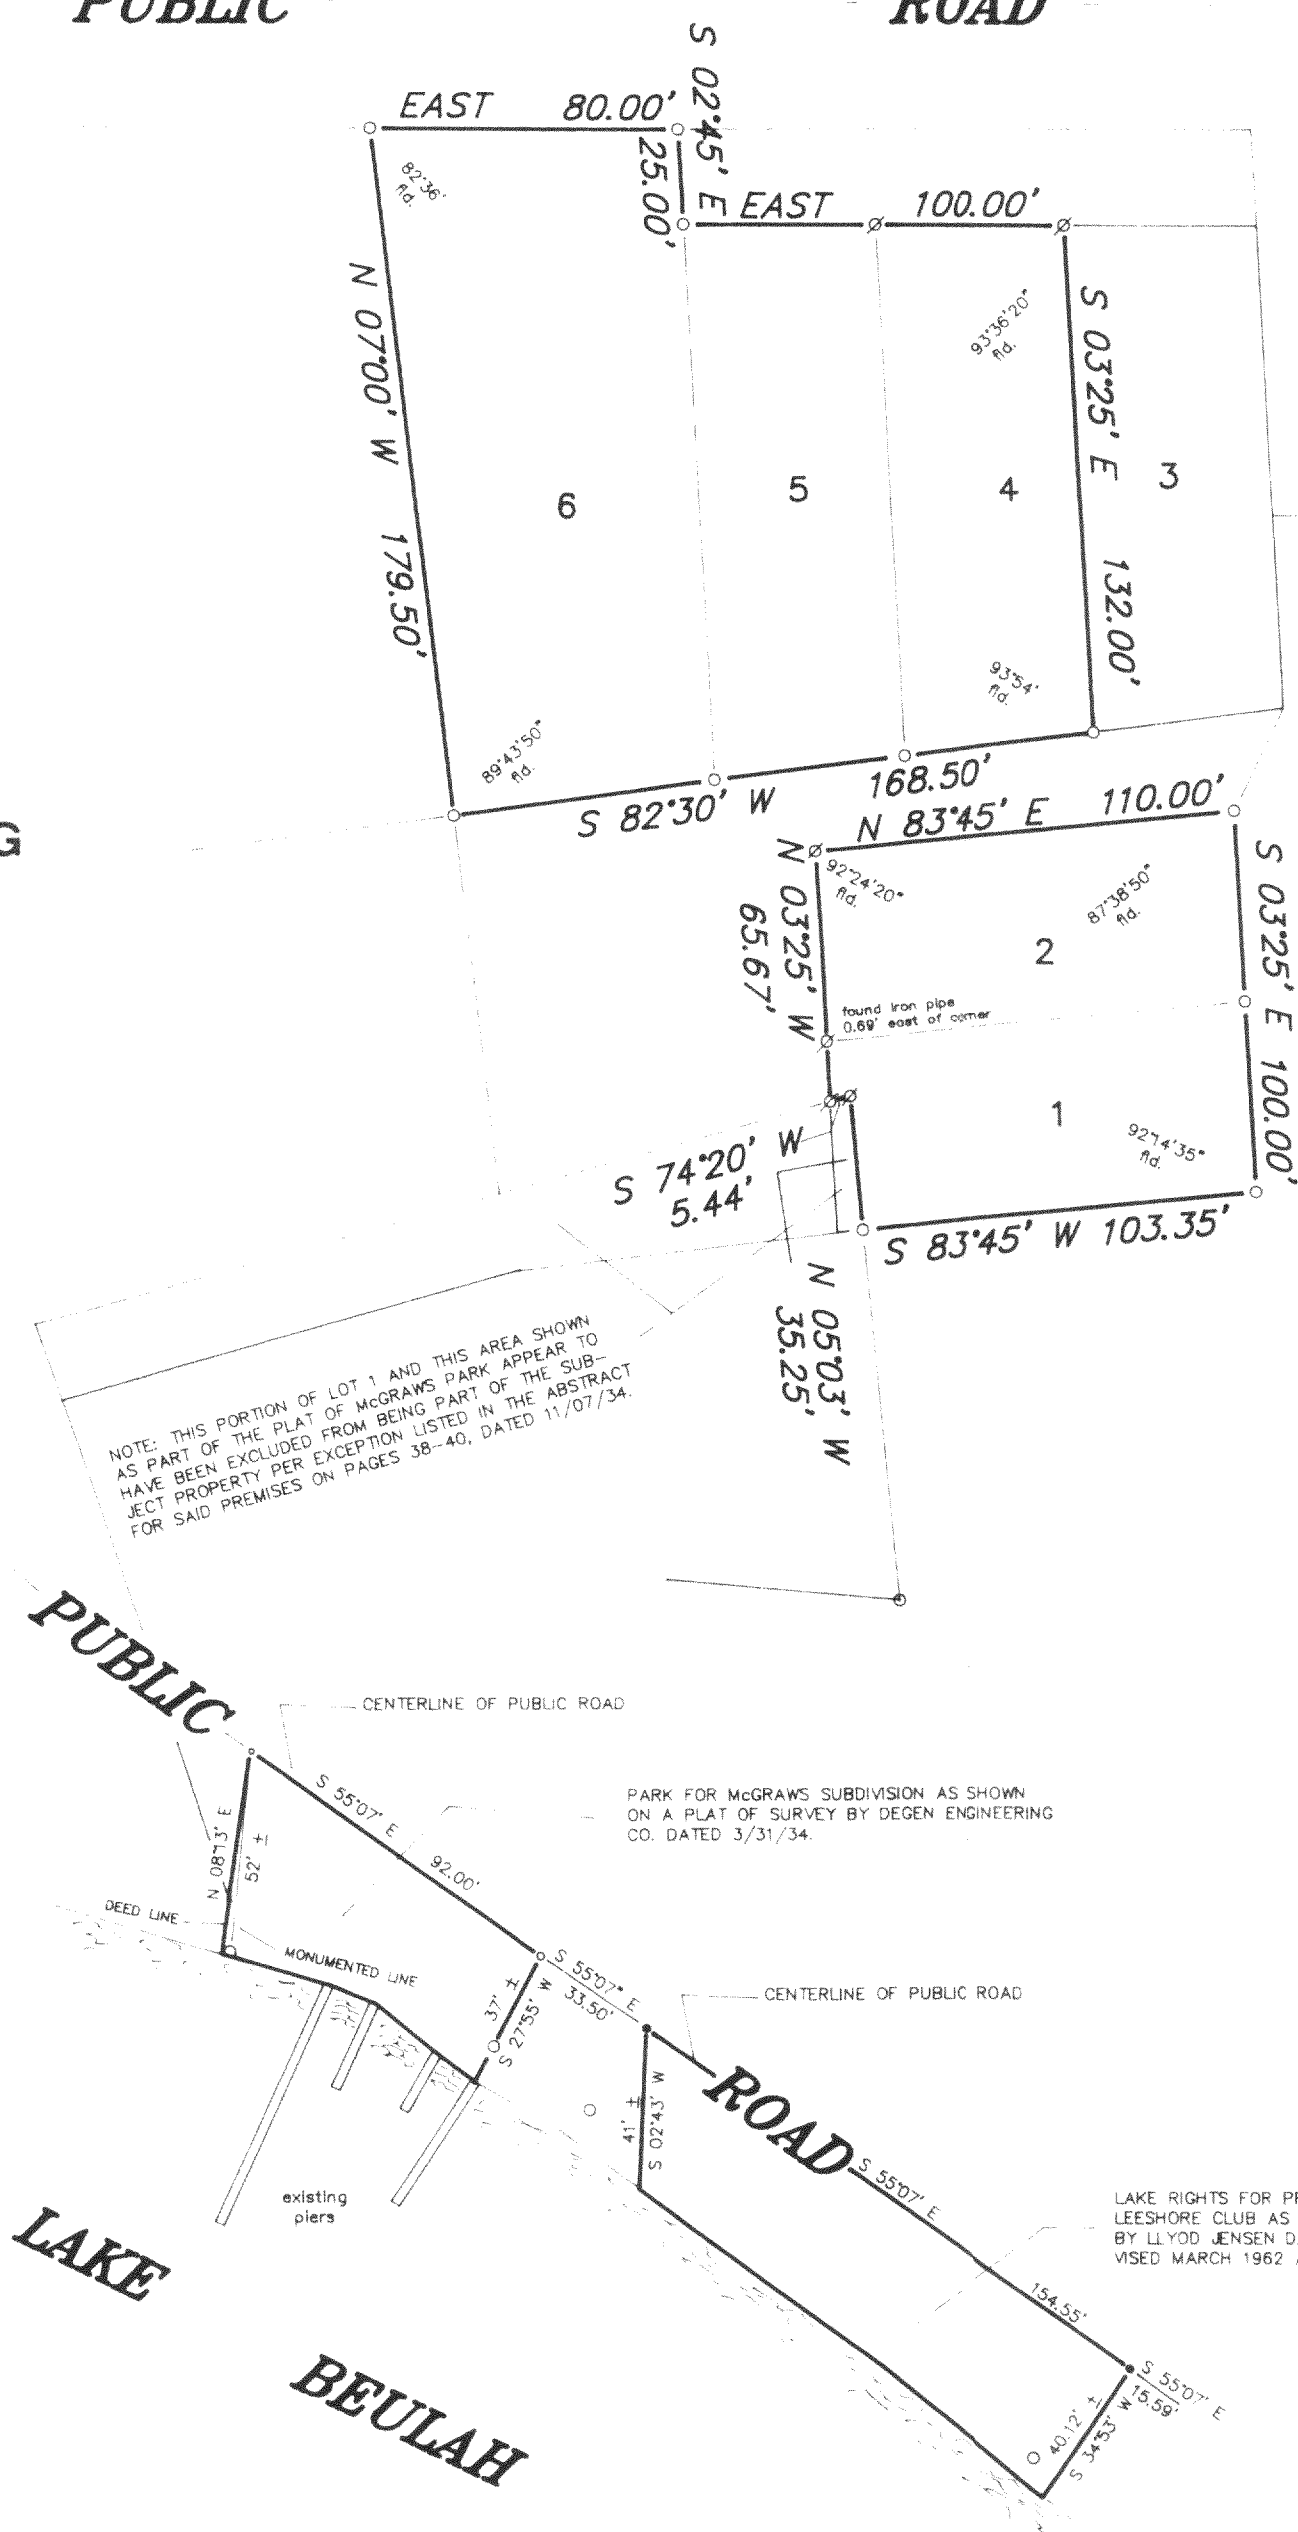 PUBLIC ROAD
EAST 80.00'
S 02°45' E
25.00'
EAST 100.00'
82°36'
fld.
N 07°00' W 179.50'
93°36'20"
fld.
S 03°25' E 132.00'
6
5
4
3
93°54'
fld.
89°43'50"
fld.
S 82°30' W 168.50'
G
N 83°45' E 110.00'
N 03°25' W
65.67'
92°24'20"
fld.
87°38'50"
fld.
S 03°25' E 100.00'
2
found iron pipe
0.69' east of corner
1
92°14'35"
fld.
S 74°20' W
5.44'
S 83°45' W 103.35'
N 05°03' W
35.25'
NOTE: THIS PORTION OF LOT 1 AND THIS AREA SHOWN
AS PART OF THE PLAT OF McGRAWS PARK APPEAR TO
HAVE BEEN EXCLUDED FROM BEING PART OF THE SUB-
JECT PROPERTY PER EXCEPTION LISTED IN THE ABSTRACT
FOR SAID PREMISES ON PAGES 38-40, DATED 11/07/34.
PUBLIC
CENTERLINE OF PUBLIC ROAD
S 55°07' E 92.00'
PARK FOR McGRAWS SUBDIVISION AS SHOWN
ON A PLAT OF SURVEY BY DEGEN ENGINEERING
CO. DATED 3/31/34.
N 08°13' E
52' ±
DEED LINE
MONUMENTED LINE
37' ±
S 27°55' W
S 55°07' E
33.50'
CENTERLINE OF PUBLIC ROAD
ROAD
41' ±
S 02°43' W
S 55°07' E 154.55'
existing
piers
LAKE RIGHTS FOR P
LEESHORE CLUB AS
BY LLYOD JENSEN D
VISED MARCH 1962
LAKE
BEULAH
S 55°07' E
15.59'
40.12' ±
S 34°53' W